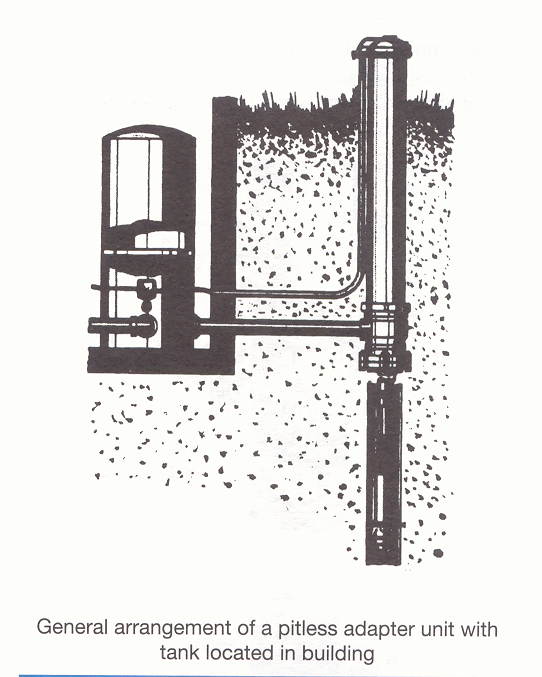 General arrangement of a pitless adapter unit with
tank located in building